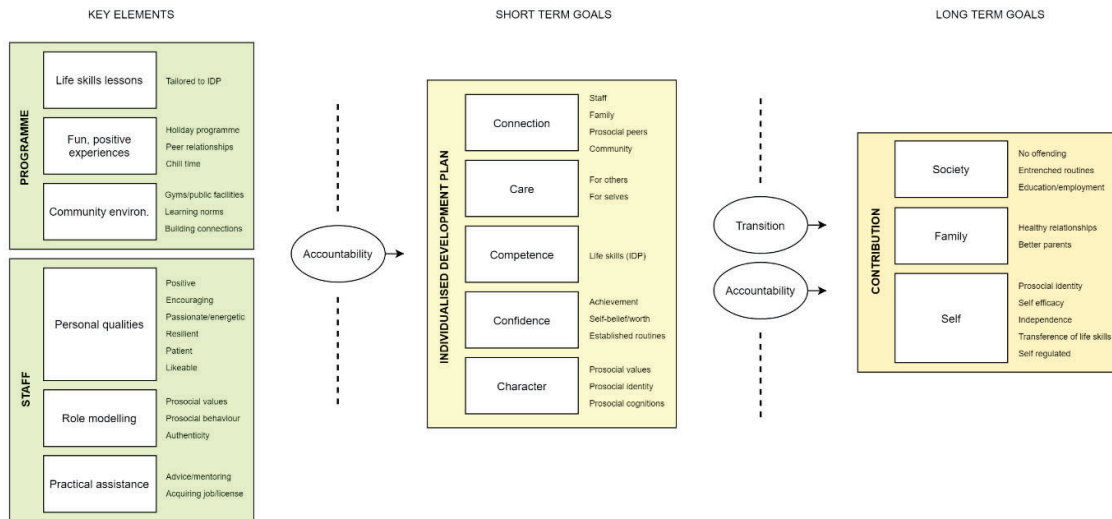 KEY ELEMENTS
SHORT TERM GOALS
LONG TERM GOALS
PROGRAMME
Life skills lessons
Tailored to IDP
Fun, positive
experiences
Holiday programme
Peer relationships
Chill time
Community environ.
Gyms/public facilities
Learning norms
Building connections
STAFF
Personal qualities
Positive
Encouraging
Passionate/energetic
Resilient
Patient
Likeable
Role modelling
Prosocial values
Prosocial behaviour
Authenticity
Practical assistance
Advice/mentoring
Acquiring job/license
Accountability
INDIVIDUALISED DEVELOPMENT PLAN
Connection
Staff
Family
Prosocial peers
Community
Care
For others
For selves
Competence
Life skills (IDP)
Confidence
Achievement
Self-belief/worth
Established routines
Character
Prosocial values
Prosocial identity
Prosocial cognitions
Transition
Accountability
CONTRIBUTION
Society
No offending
Entrenched routines
Education/employment
Family
Healthy relationships
Better parents
Self
Prosocial identity
Self efficacy
Independence
Transference of life skills
Self regulated